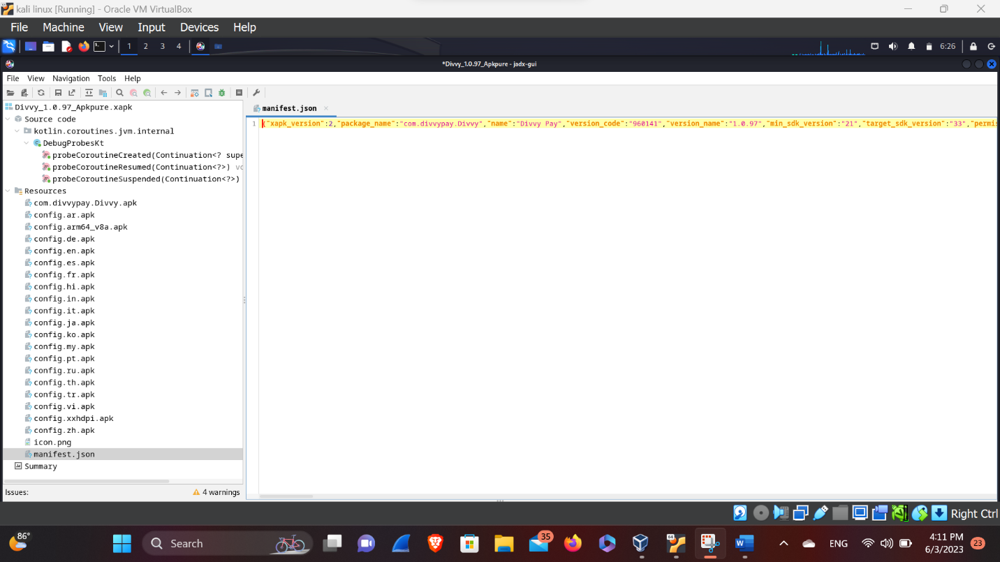 kali linux [Running] - Oracle VM VirtualBox
File Machine View Input Devices Help
1 2 3 4 6:26
*Divvy_1.0.97_Apkpure - jadx-gui
File View Navigation Tools Help
Divvy_1.0.97_Apkpure.xapk
Source code
kotlin.coroutines.jvm.internal
DebugProbesKt
probeCoroutineCreated(Continuation<? supe
probeCoroutineResumed(Continuation<?>) vo
probeCoroutineSuspended(Continuation<?>)
Resources
com.divvypay.Divvy.apk
config.ar.apk
config.arm64_v8a.apk
config.de.apk
config.en.apk
config.es.apk
config.fr.apk
config.hi.apk
config.in.apk
config.it.apk
config.ja.apk
config.ko.apk
config.my.apk
config.pt.apk
config.ru.apk
config.th.apk
config.tr.apk
config.vi.apk
config.xxhdpi.apk
config.zh.apk
icon.png
manifest.json
Summary
Issues: 4 warnings
manifest.json
1 {"xapk_version":2,"package_name":"com.divvypay.Divvy","name":"Divvy Pay","version_code":"960141","version_name":"1.0.97","min_sdk_version":"21","target_sdk_version":"33","permis
Right Ctrl
86°
Search
35
64
W
ENG
4:11 PM
6/3/2023
23